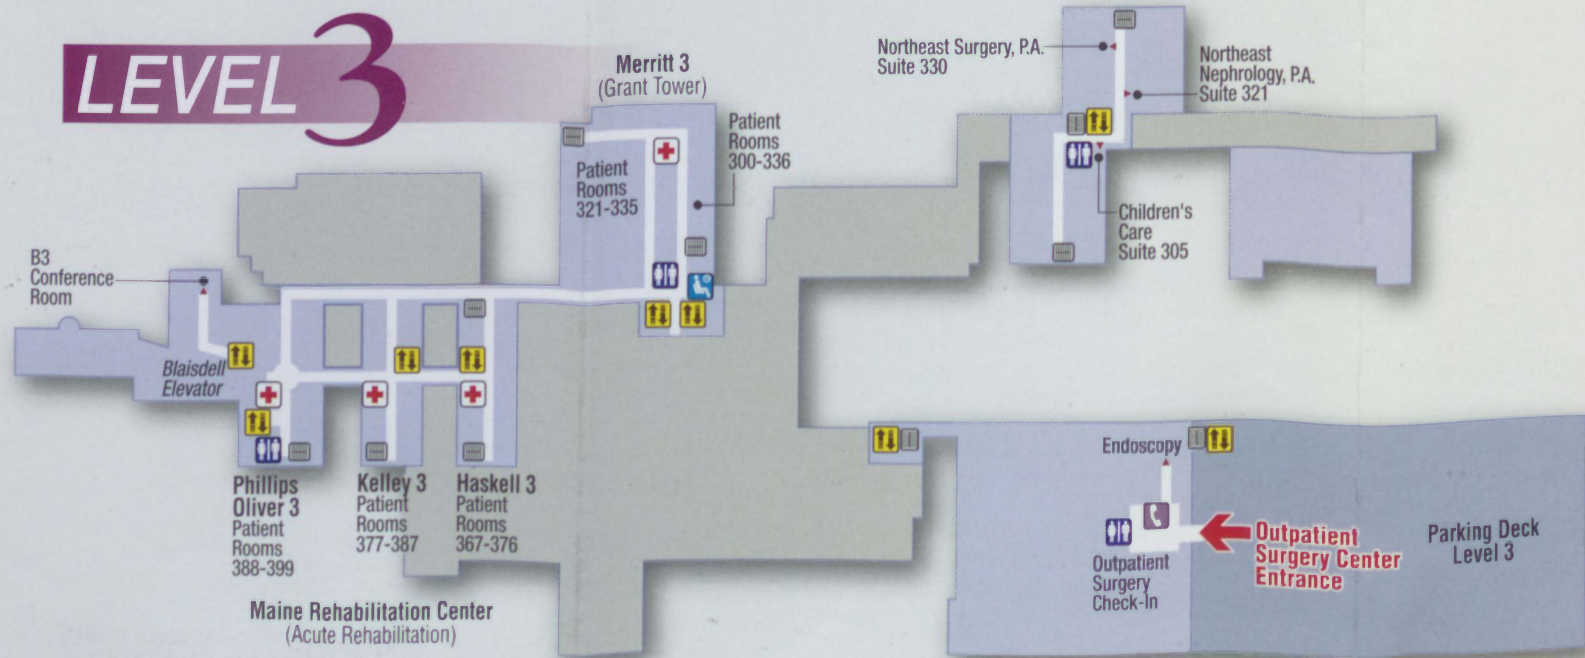 LEVEL 3
Merritt 3
(Grant Tower)
Patient
Rooms
300-336
Patient
Rooms
321-335
Northeast Surgery, P.A.
Suite 330
Northeast
Nephrology, P.A.
Suite 321
Children's
Care
Suite 305
B3
Conference
Room
Blaisdell
Elevator
Phillips
Oliver 3
Patient
Rooms
388-399
Kelley 3
Patient
Rooms
377-387
Haskell 3
Patient
Rooms
367-376
Maine Rehabilitation Center
(Acute Rehabilitation)
Endoscopy
Outpatient
Surgery
Check-In
Outpatient
Surgery Center
Entrance
Parking Deck
Level 3